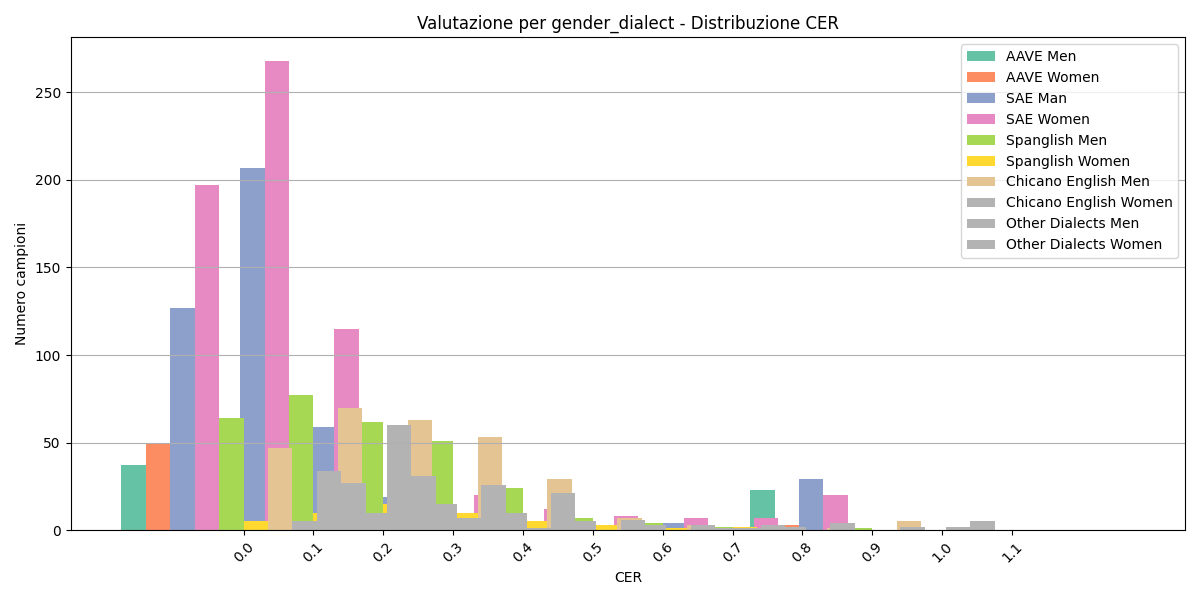 Valutazione per gender_dialect - Distribuzione CER
AAVE Men
AAVE Women
SAE Man
SAE Women
Spanglish Men
Spanglish Women
Chicano English Men
Chicano English Women
Other Dialects Men
Other Dialects Women
Numero campioni
250
200
150
100
50
0
0.0 0.1 0.2 0.3 0.4 0.5 0.6 0.7 0.8 0.9 1.0 1.1
CER